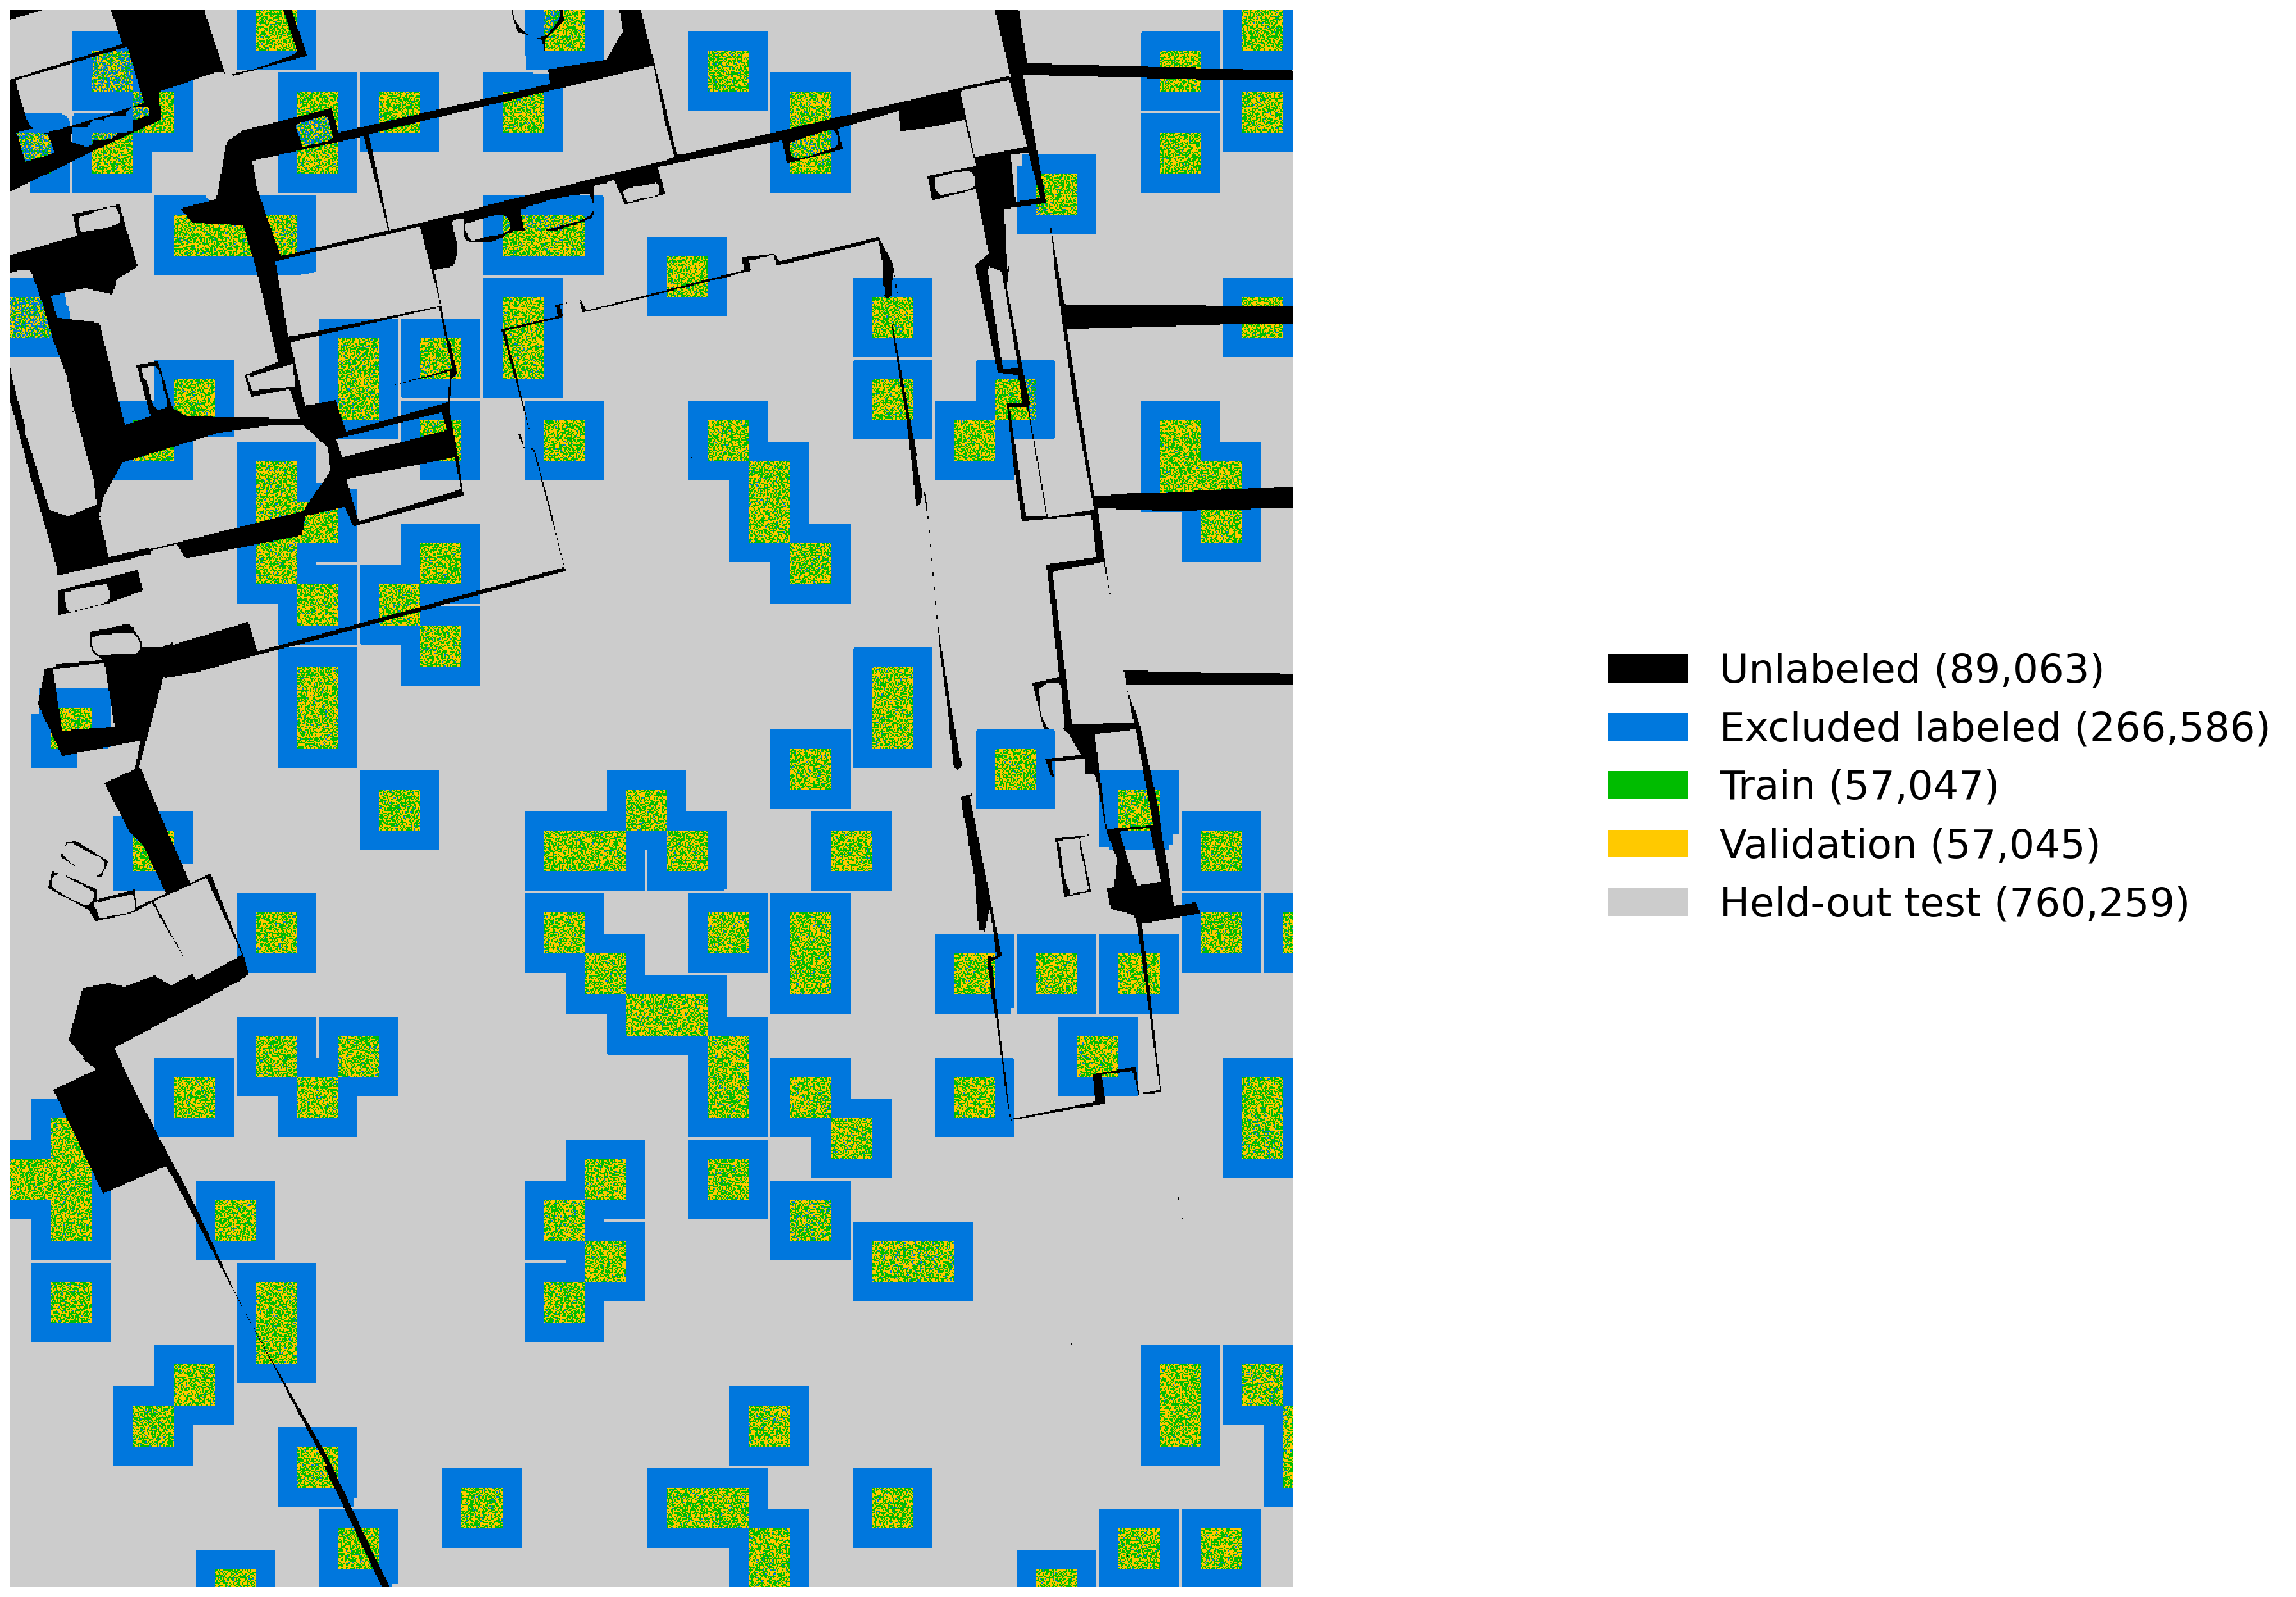 Unlabeled (89,063)
Excluded labeled (266,586)
Train (57,047)
Validation (57,045)
Held-out test (760,259)